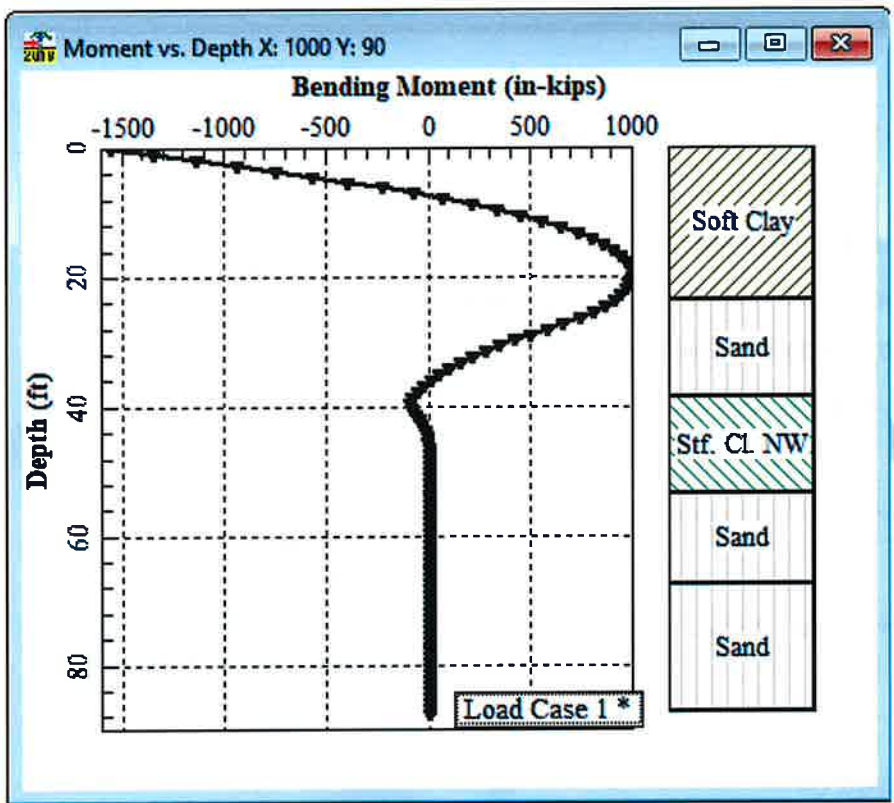 Moment vs. Depth X: 1000 Y: 90
Bending Moment (in-kips)
-1500 -1000 -500 0 500 1000
0
20
40
60
80
Depth (ft)
Soft Clay
Sand
Stf. Cl. NW
Sand
Sand
Load Case 1 *